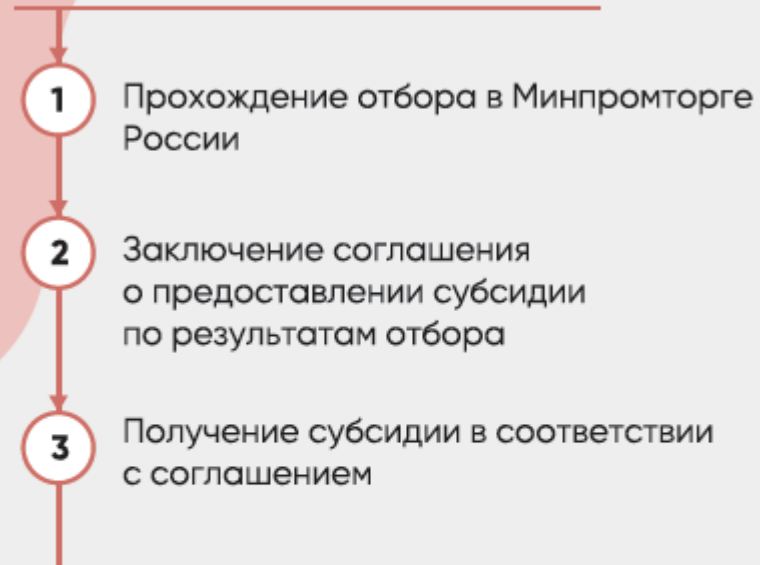 1
Прохождение отбора в Минпромторге
России
2
Заключение соглашения
о предоставлении субсидии
по результатам отбора
3
Получение субсидии в соответствии
с соглашением